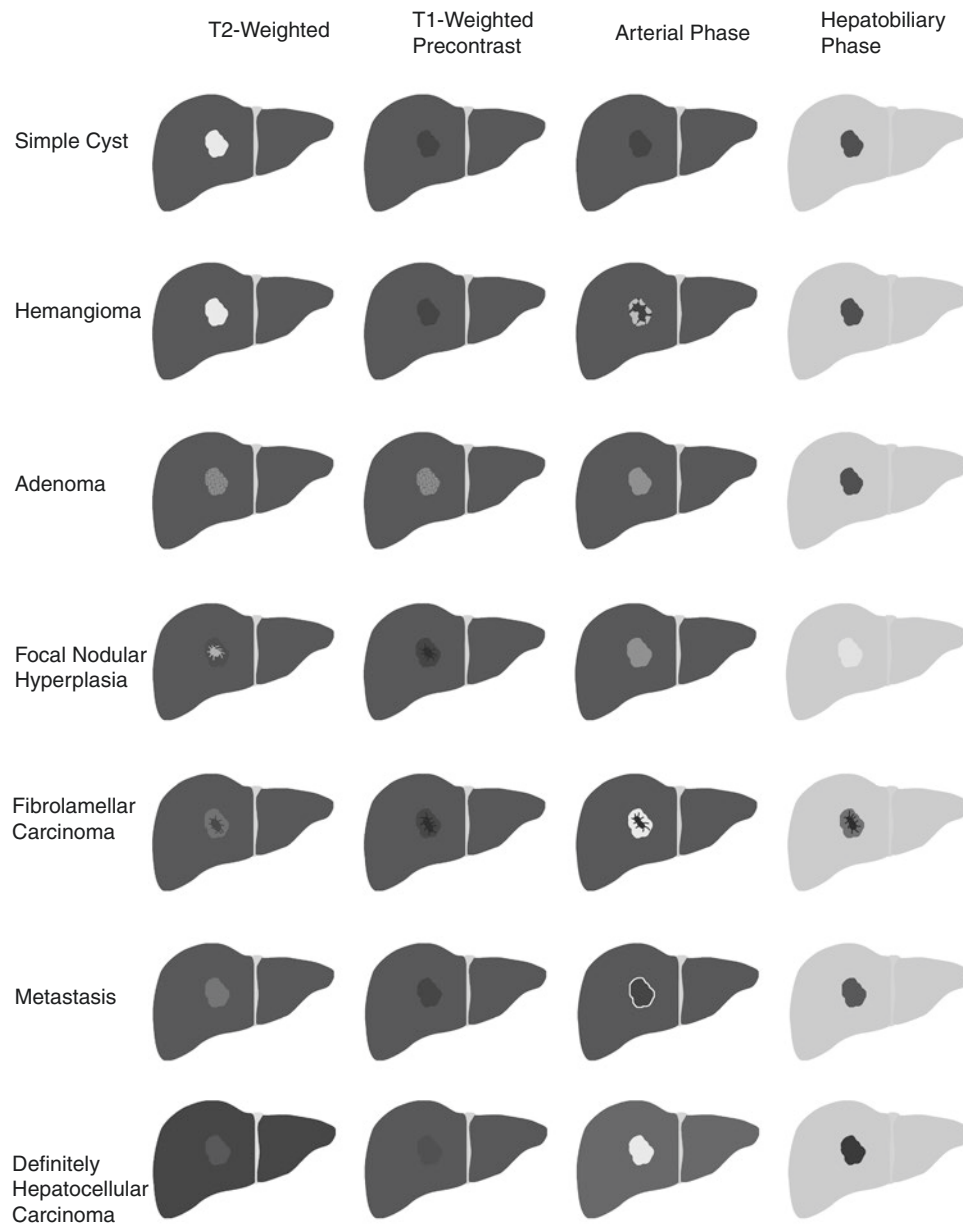 T2-Weighted
T1-Weighted
Precontrast
Arterial Phase
Hepatobiliary
Phase
Simple Cyst
Hemangioma
Adenoma
Focal Nodular
Hyperplasia
Fibrolamellar
Carcinoma
Metastasis
Definitely
Hepatocellular
Carcinoma